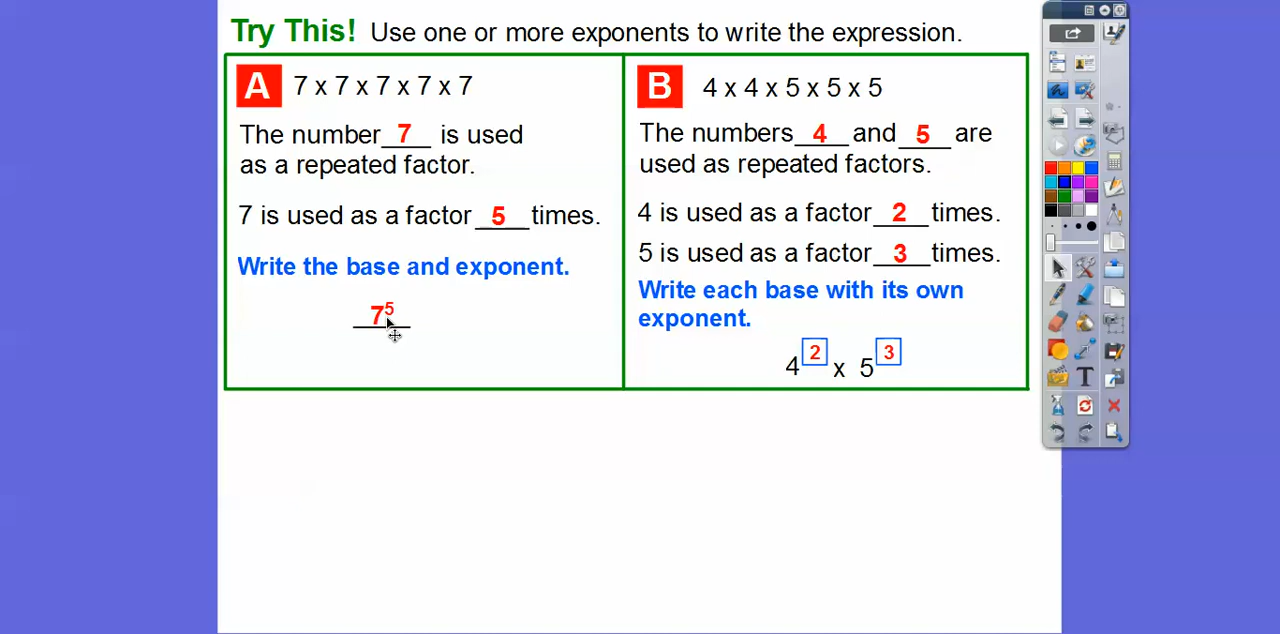 Try This! Use one or more exponents to write the expression.
A 7 x 7 x 7 x 7 x 7
The number 7 is used
as a repeated factor.
7 is used as a factor 5 times.
Write the base and exponent.
7⁵
B 4 x 4 x 5 x 5 x 5
The numbers 4 and 5 are
used as repeated factors.
4 is used as a factor 2 times.
5 is used as a factor 3 times.
Write each base with its own
exponent.
4² x 5³
T